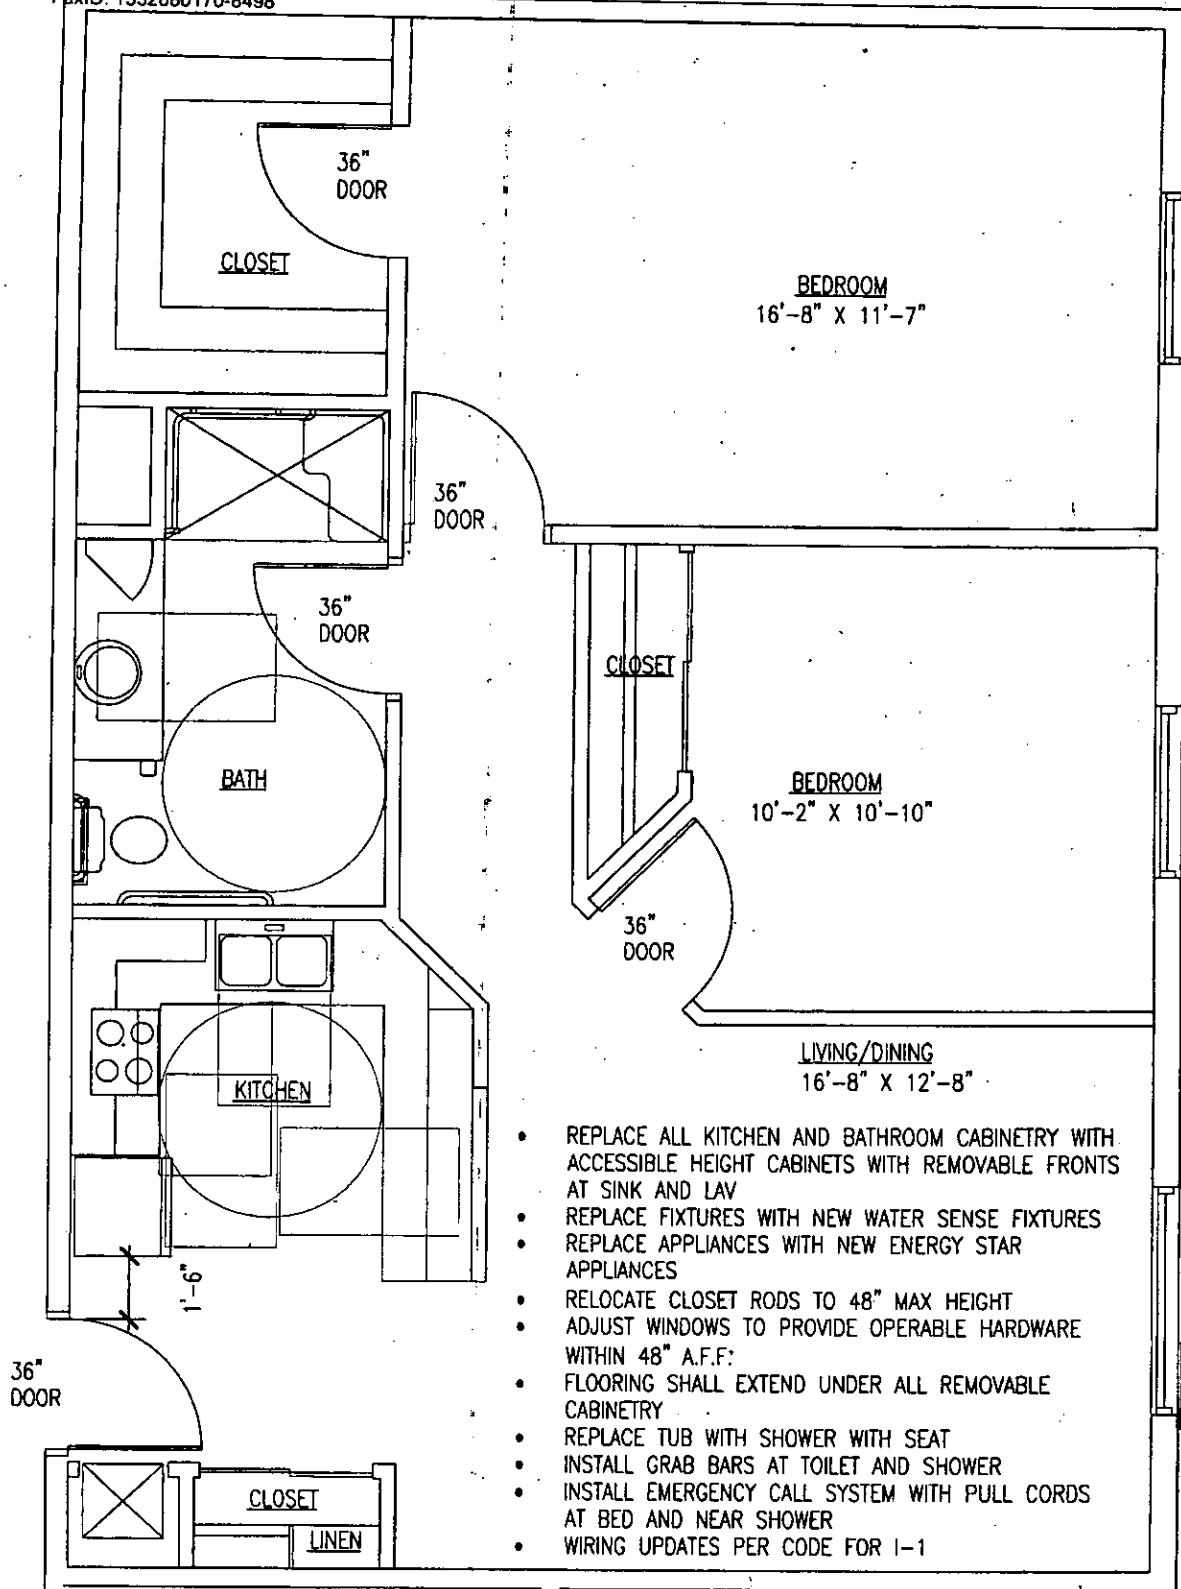 36"
DOOR
CLOSET
BEDROOM
16'-8" X 11'-7"
36"
DOOR
36"
DOOR
CLOSET
BATH
BEDROOM
10'-2" X 10'-10"
36"
DOOR
LIVING/DINING
16'-8" X 12'-8"
KITCHEN
• REPLACE ALL KITCHEN AND BATHROOM CABINETRY WITH
ACCESSIBLE HEIGHT CABINETS WITH REMOVABLE FRONTS
AT SINK AND LAV
• REPLACE FIXTURES WITH NEW WATER SENSE FIXTURES
• REPLACE APPLIANCES WITH NEW ENERGY STAR
APPLIANCES
• RELOCATE CLOSET RODS TO 48" MAX HEIGHT
• ADJUST WINDOWS TO PROVIDE OPERABLE HARDWARE
WITHIN 48" A.F.F.
• FLOORING SHALL EXTEND UNDER ALL REMOVABLE
CABINETRY
• REPLACE TUB WITH SHOWER WITH SEAT
• INSTALL GRAB BARS AT TOILET AND SHOWER
• INSTALL EMERGENCY CALL SYSTEM WITH PULL CORDS
AT BED AND NEAR SHOWER
• WIRING UPDATES PER CODE FOR I-1
1'-6"
36"
DOOR
CLOSET
LINEN